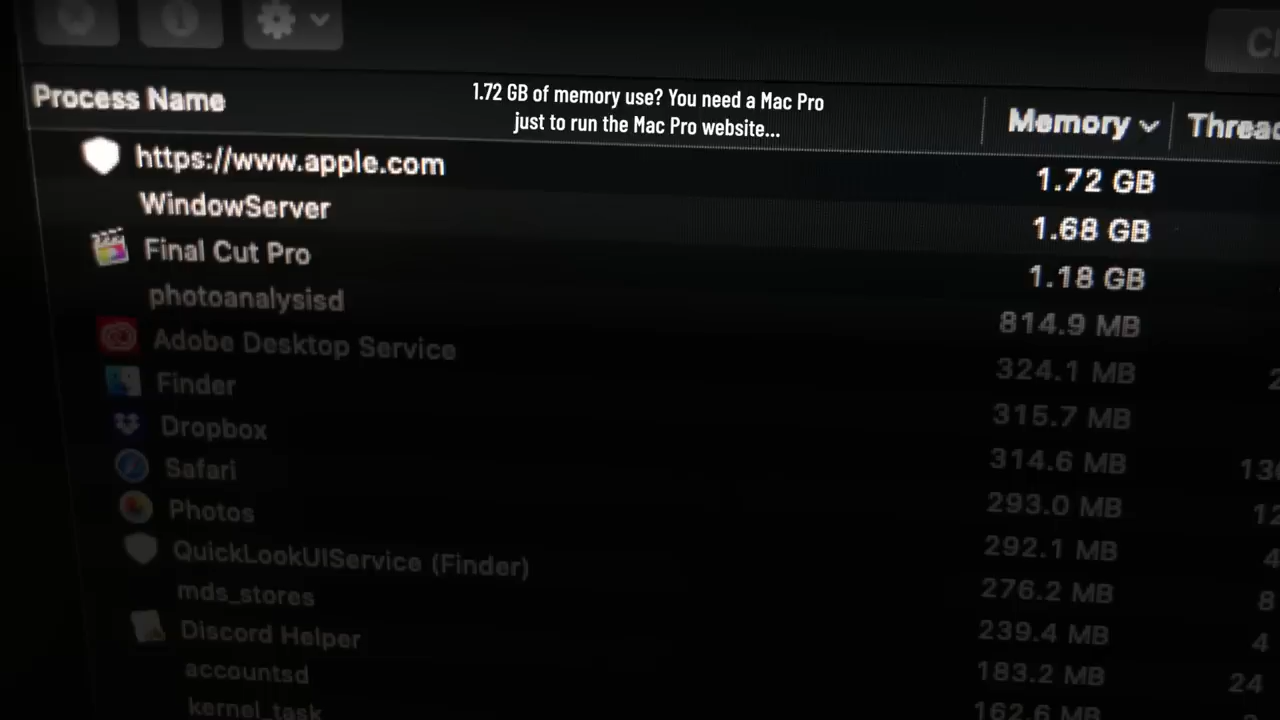 Process Name
1.72 GB of memory use? You need a Mac Pro
just to run the Mac Pro website...
Memory
https://www.apple.com 1.72 GB
WindowServer 1.68 GB
Final Cut Pro 1.18 GB
photoanalysisd 814.9 MB
Adobe Desktop Service 324.1 MB
Finder 315.7 MB
Dropbox 314.6 MB
Safari 293.0 MB
Photos 292.1 MB
QuickLookUIService (Finder) 276.2 MB
mds_stores 239.4 MB
Discord Helper 183.2 MB
accountsd 162.6 MB
kernel_task